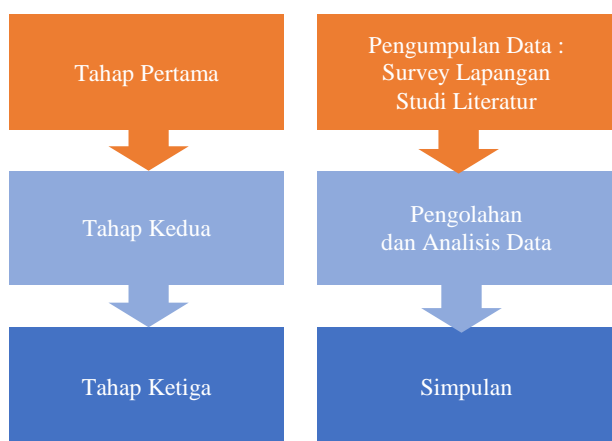 Tahap Pertama
Pengumpulan Data :
Survey Lapangan
Studi Literatur
Tahap Kedua
Pengolahan
dan Analisis Data
Tahap Ketiga
Simpulan